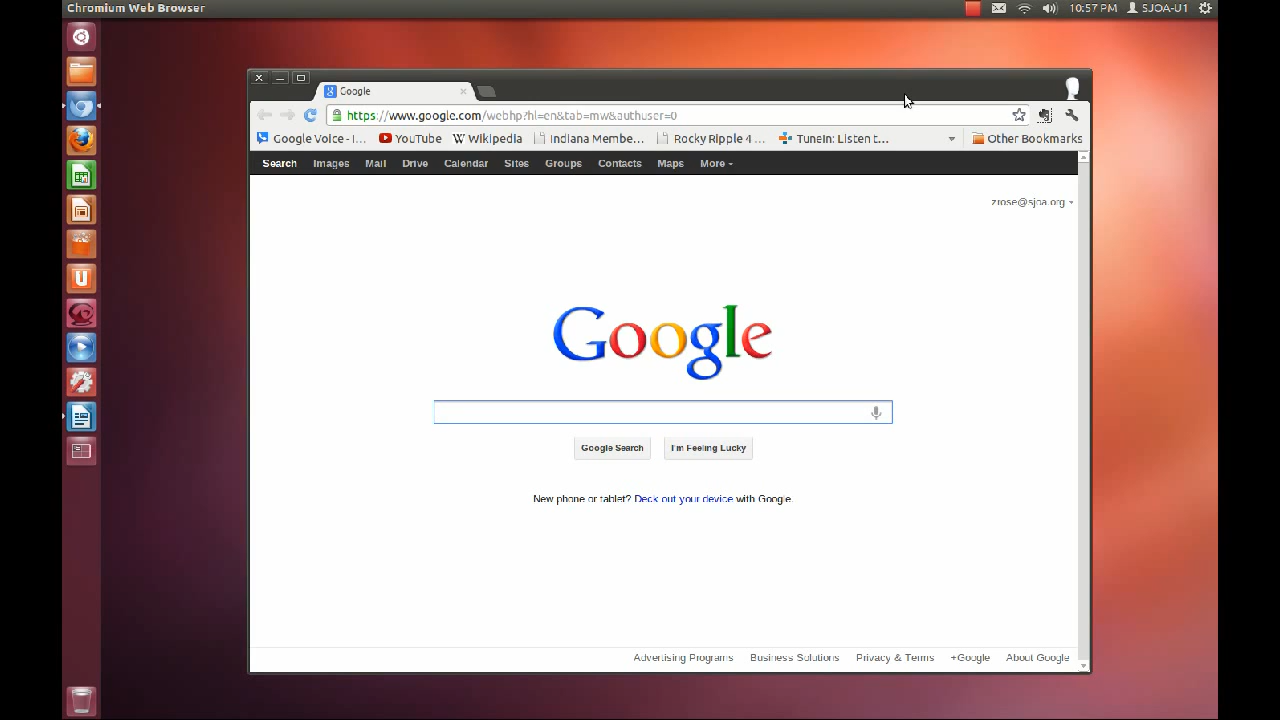 Chromium Web Browser
10:57 PM SJOA-U1
Google
https://www.google.com/webhp?hl=en&tab=mw&authuser=0
Google Voice - I... YouTube Wikipedia Indiana Membe... Rocky Ripple 4 ... TuneIn: Listen t... Other Bookmarks
Search Images Mail Drive Calendar Sites Groups Contacts Maps More
zrose@sjoa.org
Google
Google Search I'm Feeling Lucky
New phone or tablet? Deck out your device with Google.
Advertising Programs Business Solutions Privacy & Terms +Google About Google